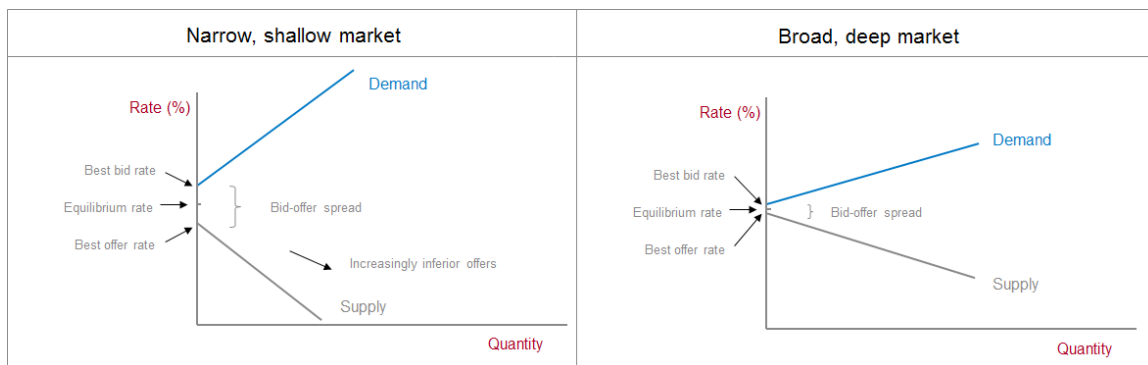 Narrow, shallow market
Broad, deep market
Rate (%)
Demand
Best bid rate
Equilibrium rate
Bid-offer spread
Best offer rate
Increasingly inferior offers
Supply
Quantity
Rate (%)
Demand
Best bid rate
Equilibrium rate
Bid-offer spread
Best offer rate
Supply
Quantity